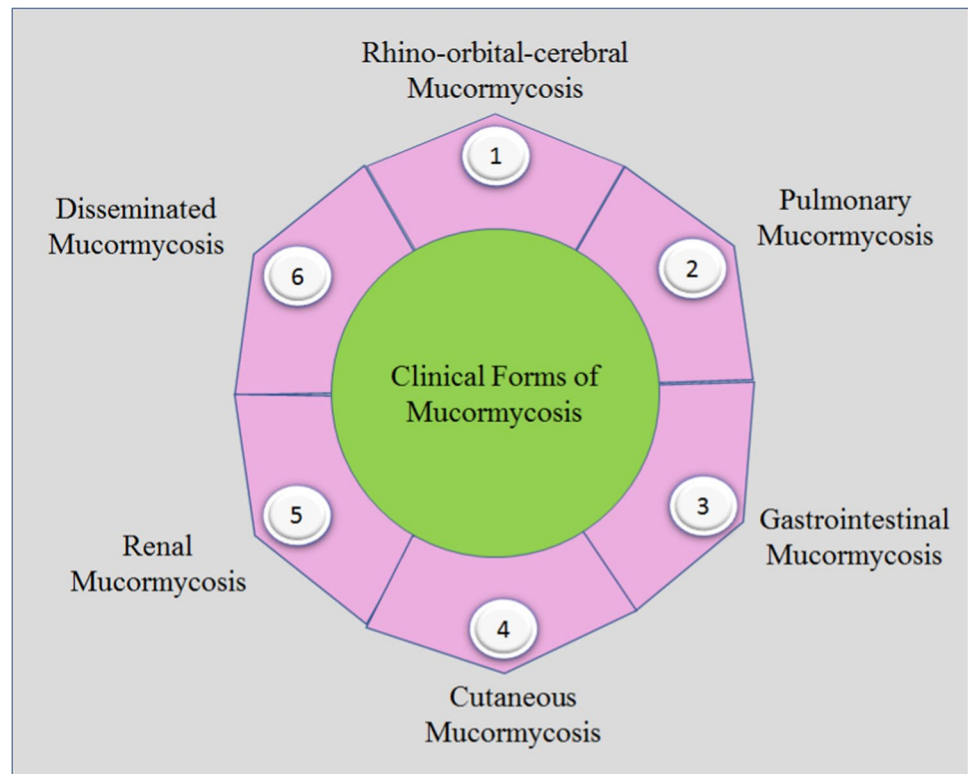 Rhino-orbital-cerebral
Mucormycosis
1
Pulmonary
Mucormycosis
2
Gastrointestinal
Mucormycosis
3
Cutaneous
Mucormycosis
4
Renal
Mucormycosis
5
Disseminated
Mucormycosis
6
Clinical Forms of
Mucormycosis